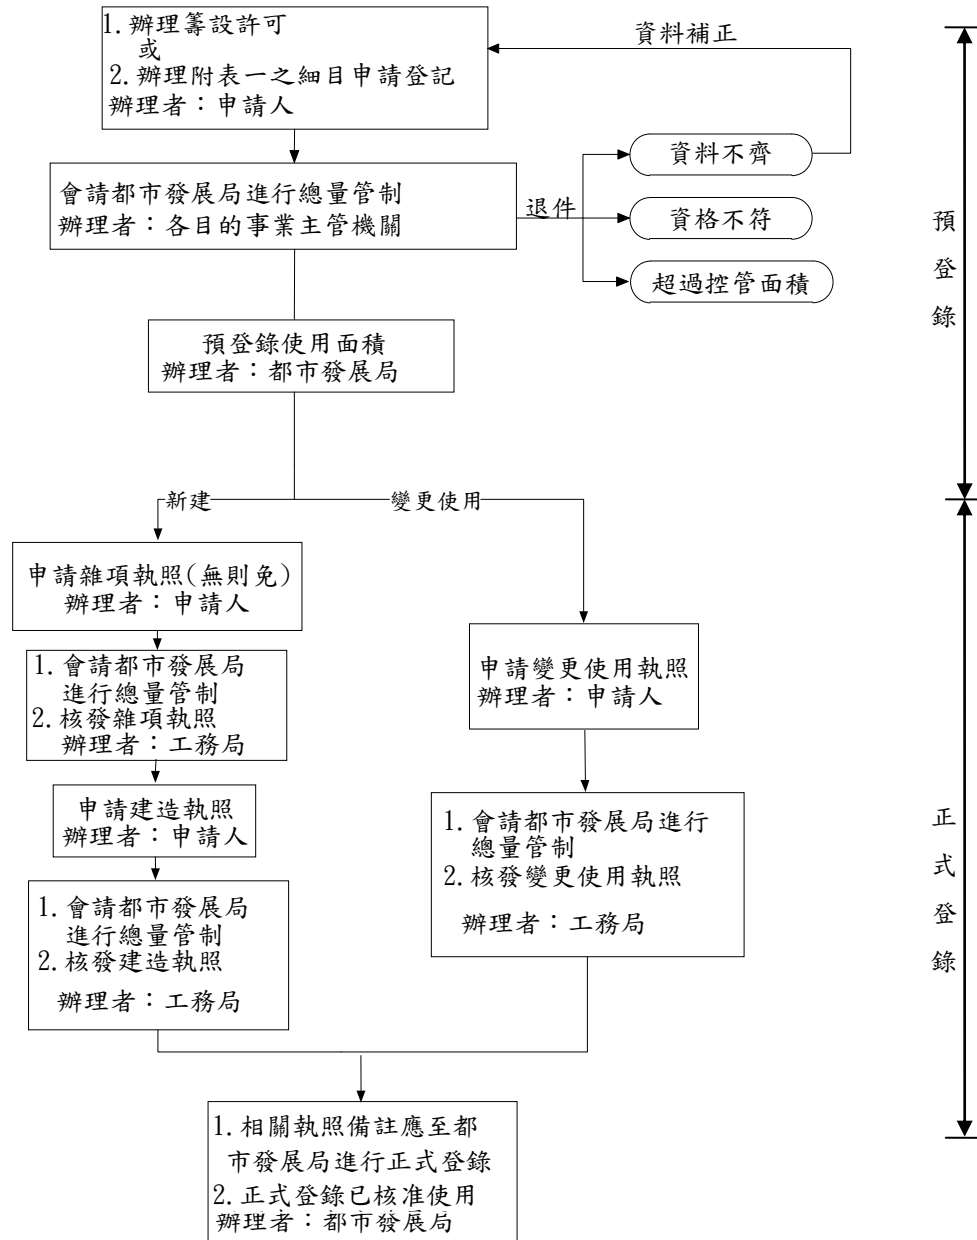 1.辦理籌設許可
或
2.辦理附表一之細目申請登記
辦理者：申請人
資料補正
會請都市發展局進行總量管制
辦理者：各目的事業主管機關
退件
資料不齊
資格不符
超過控管面積
預登錄使用面積
辦理者：都市發展局
預
登
錄
新建
變更使用
申請雜項執照(無則免)
辦理者：申請人
1.會請都市發展局
進行總量管制
2.核發雜項執照
辦理者：工務局
申請建造執照
辦理者：申請人
1.會請都市發展局
進行總量管制
2.核發建造執照
辦理者：工務局
申請變更使用執照
辦理者：申請人
1.會請都市發展局進行
總量管制
2.核發變更使用執照
辦理者：工務局
正
式
登
錄
1.相關執照備註應至都
市發展局進行正式登錄
2.正式登錄已核准使用
辦理者：都市發展局